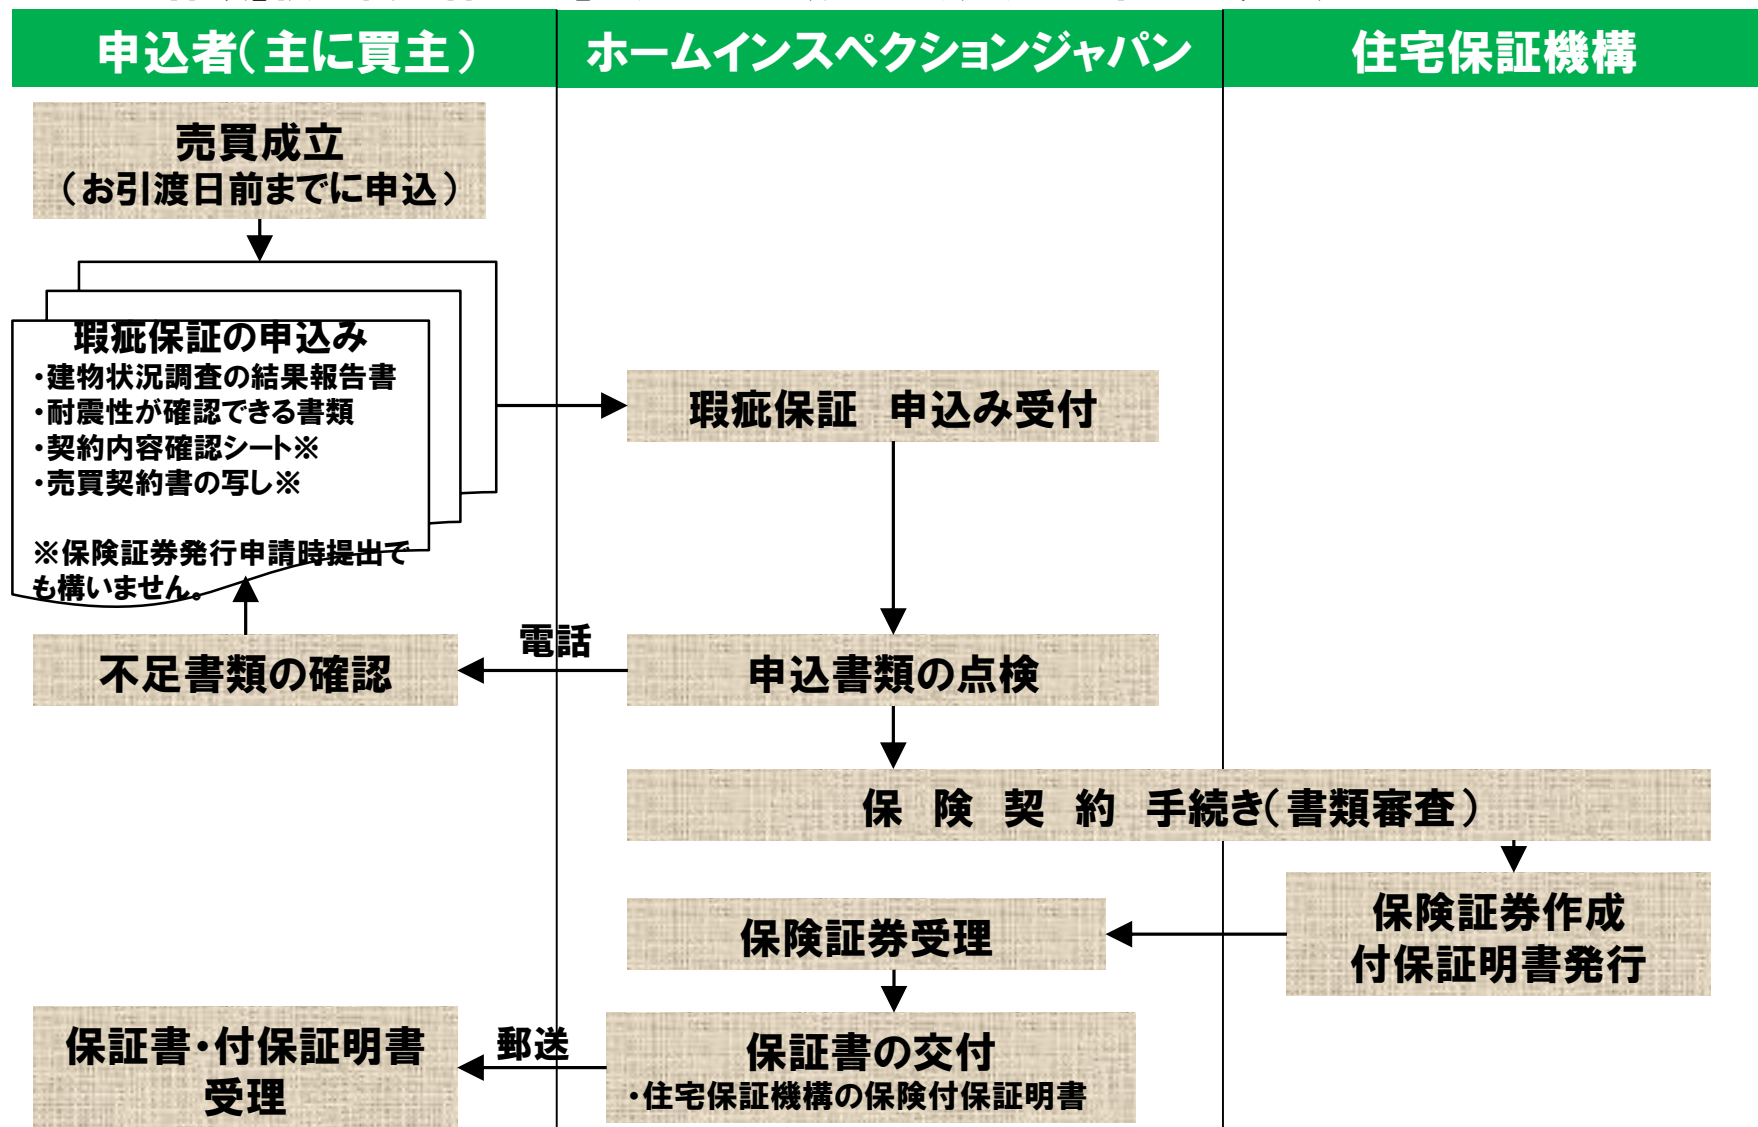 申込者(主に買主)
ホームインスペクションジャパン
住宅保証機構
売買成立
(お引渡日前までに申込)
瑕疵保証の申込み
・建物状況調査の結果報告書
・耐震性が確認できる書類
・契約内容確認シート※
・売買契約書の写し※
※保険証券発行申請時提出で
も構いません。
瑕疵保証 申込み受付
電話
不足書類の確認
申込書類の点検
保 険 契 約 手続き(書類審査)
保険証券作成
付保証明書発行
保険証券受理
郵送
保証書・付保証明書
受理
保証書の交付
・住宅保証機構の保険付保証明書